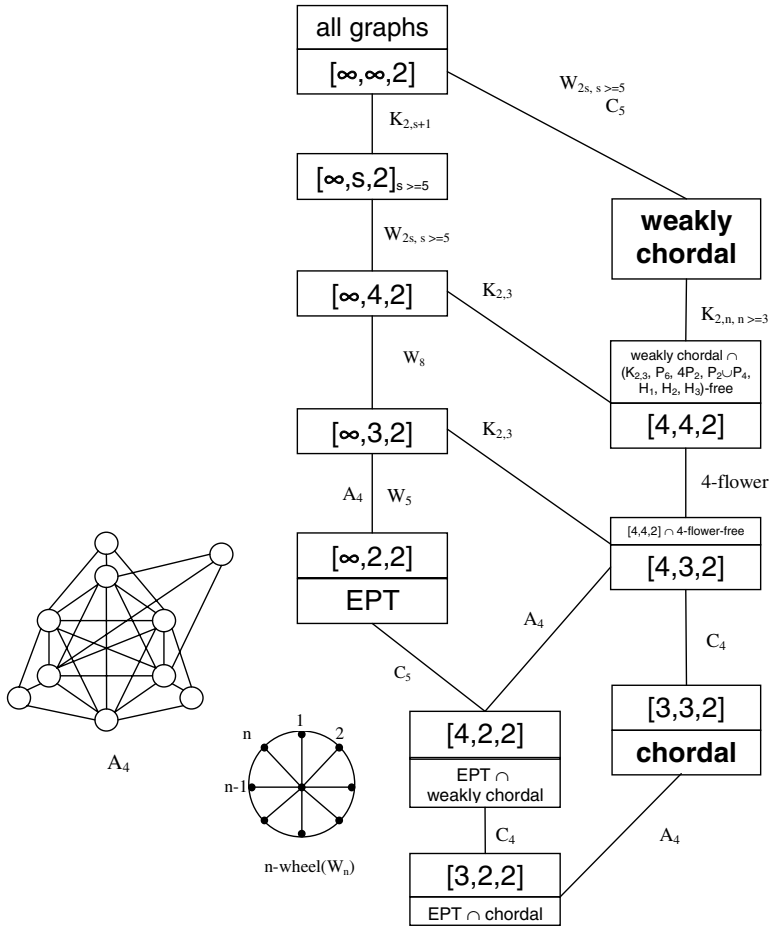 all graphs
[∞,∞,2]
W2s, s >=5
C5
K2,s+1
[∞,s,2]s >=5
weakly
chordal
W2s, s >=5
[∞,4,2]
K2,3
K2,n, n >=3
weakly chordal ∩
(K2,3, P6, 4P2, P2∪P4,
H1, H2, H3)-free
[4,4,2]
W8
[∞,3,2]
K2,3
4-flower
A4
W5
[4,4,2] ∩ 4-flower-free
[4,3,2]
[∞,2,2]
EPT
A4
C4
C5
[3,3,2]
chordal
[4,2,2]
EPT ∩
weakly chordal
A4
n
1
2
n-1
n-wheel(Wn)
C4
A4
[3,2,2]
EPT ∩ chordal